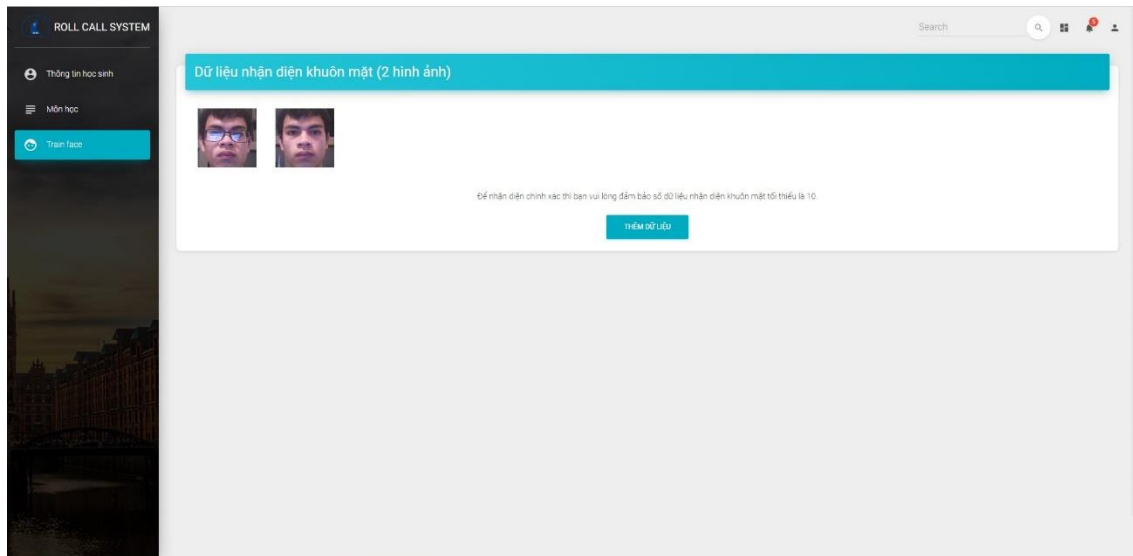 ROLL CALL SYSTEM
Search
5
Thông tin học sinh
Môn học
Train face
Dữ liệu nhận diện khuôn mặt (2 hình ảnh)
Để nhận diện chính xác thì bạn vui lòng đảm bảo số dữ liệu nhận diện khuôn mặt tối thiểu là 10.
THÊM DỮ LIỆU